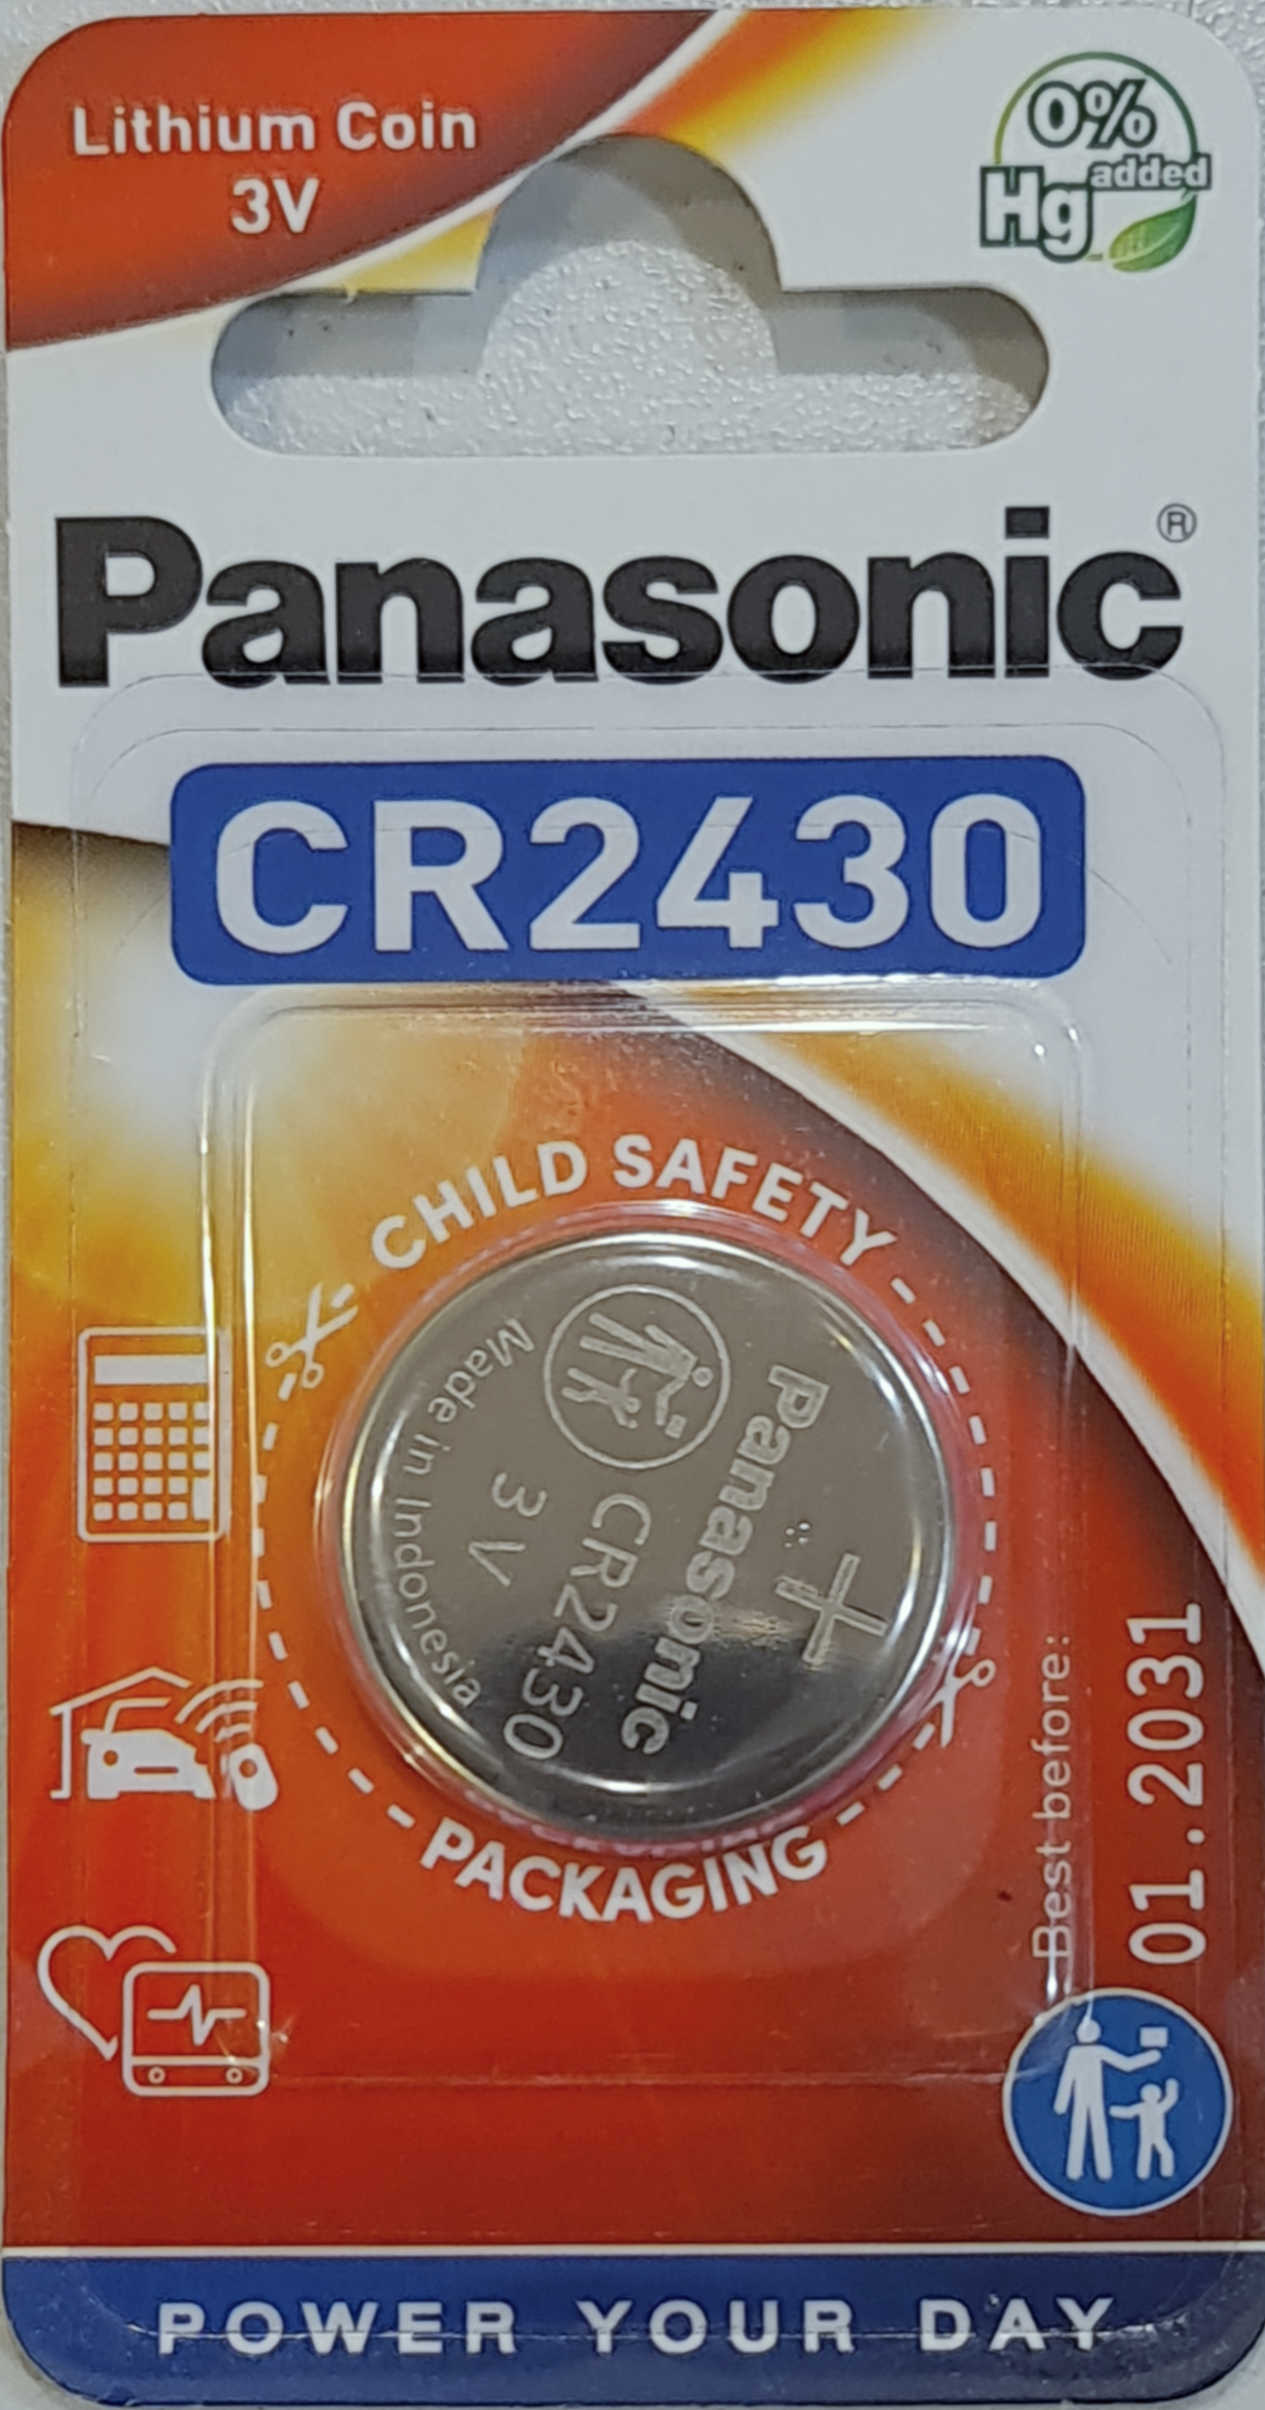 Lithium Coin
3V
0%
Hg added
Panasonic®
CR2430
CHILD SAFETY
Panasonic
CR2430
3 V
Made in Indonesia
+
PACKAGING
Best before:
01.2031
POWER YOUR DAY